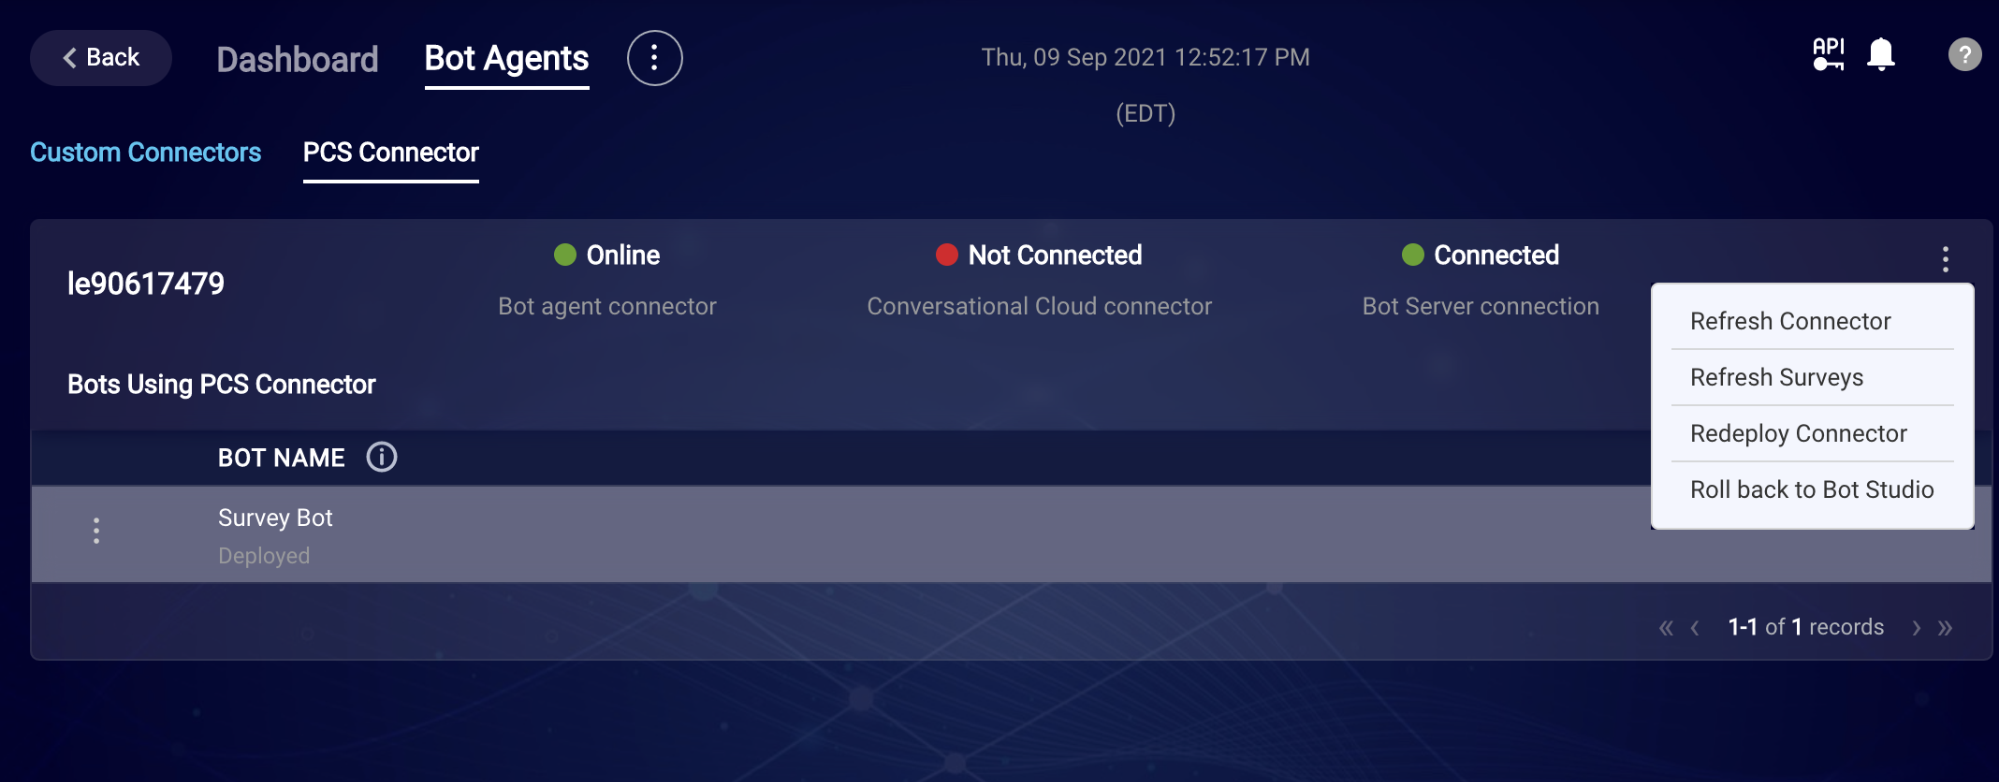 Back
Dashboard
Bot Agents
Thu, 09 Sep 2021 12:52:17 PM
(EDT)
API
?
Custom Connectors
PCS Connector
le90617479
Online
Bot agent connector
Not Connected
Conversational Cloud connector
Connected
Bot Server connection
Refresh Connector
Refresh Surveys
Redeploy Connector
Roll back to Bot Studio
Bots Using PCS Connector
BOT NAME
Survey Bot
Deployed
« ‹ 1-1 of 1 records › »